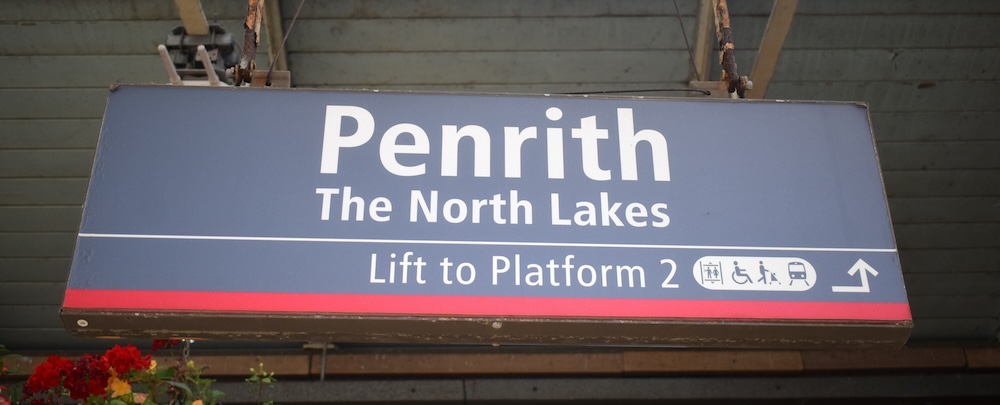 Penrith
The North Lakes
Lift to Platform 2